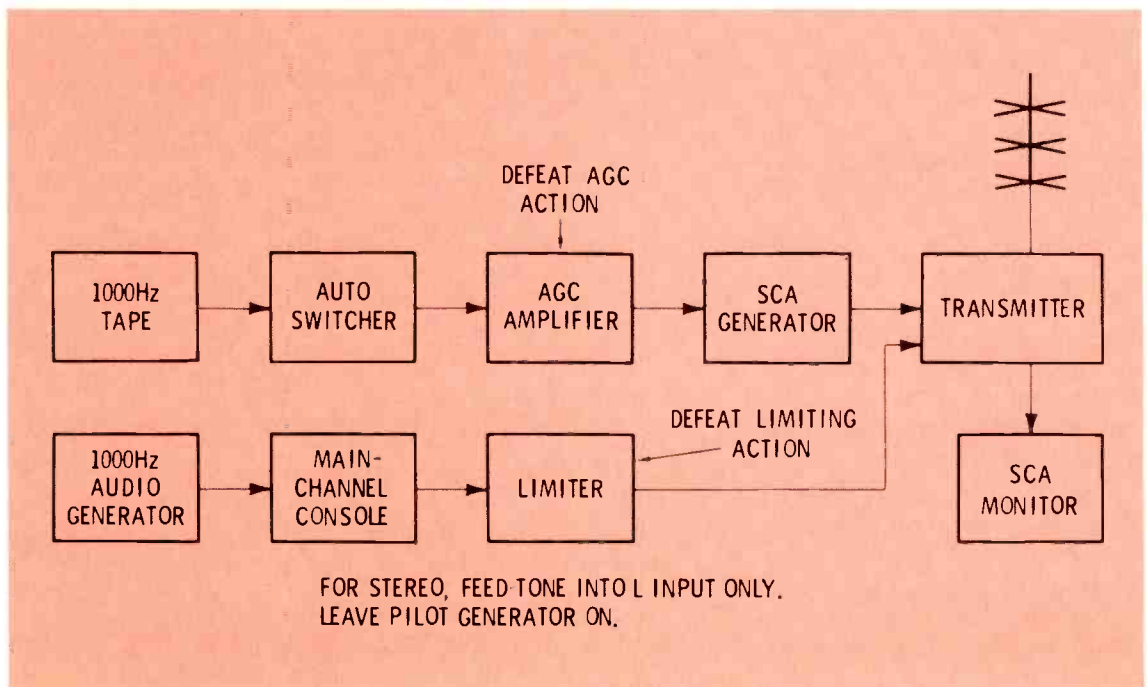 DEFEAT AGC
ACTION
1000Hz
TAPE
AUTO
SWITCHER
AGC
AMPLIFIER
SCA
GENERATOR
TRANSMITTER
DEFEAT LIMITING
ACTION
1000Hz
AUDIO
GENERATOR
MAIN-
CHANNEL
CONSOLE
LIMITER
SCA
MONITOR
FOR STEREO, FEED TONE INTO L INPUT ONLY.
LEAVE PILOT GENERATOR ON.